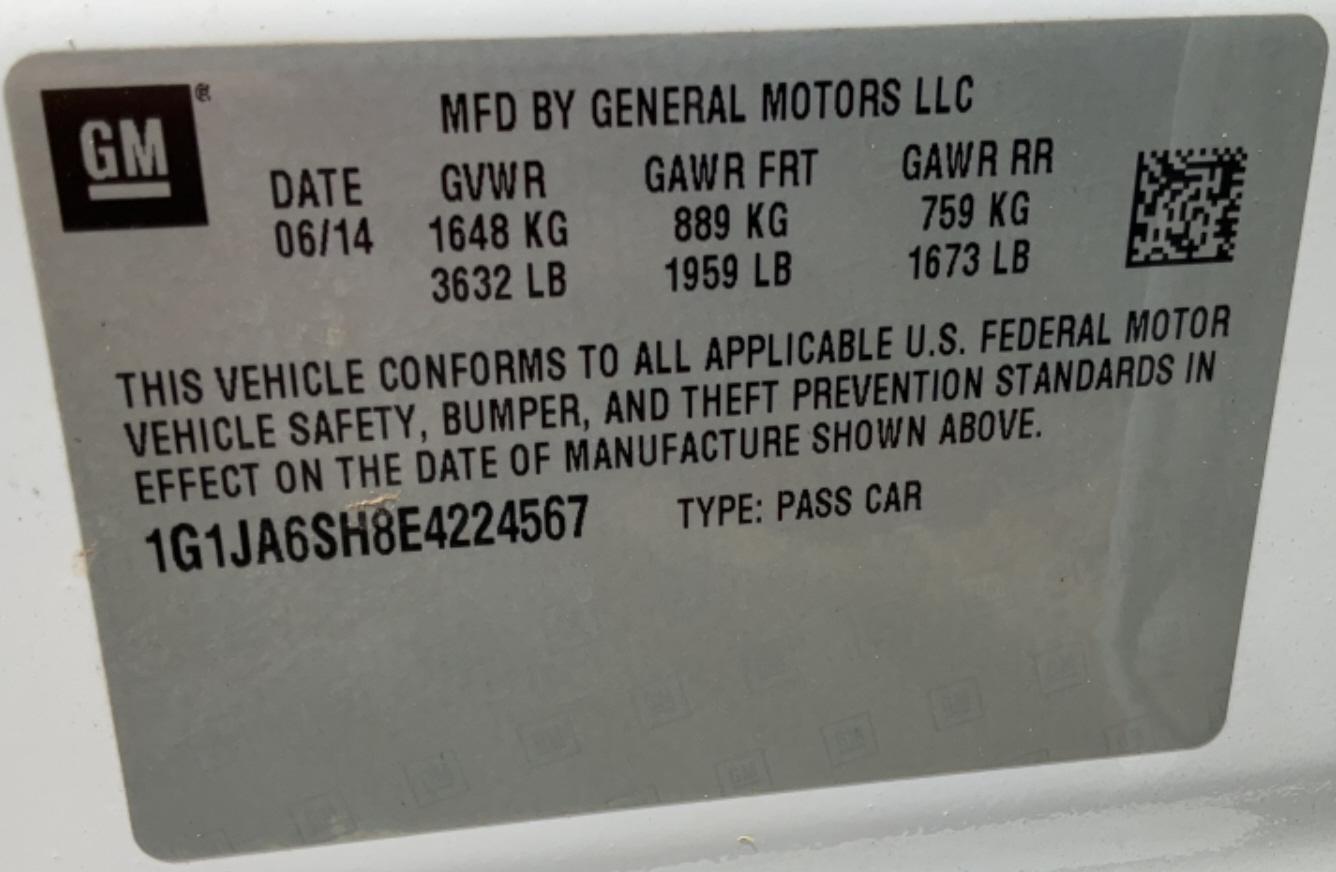 GM®
MFD BY GENERAL MOTORS LLC
DATE GVWR GAWR FRT GAWR RR
06/14 1648 KG 889 KG 759 KG
3632 LB 1959 LB 1673 LB
THIS VEHICLE CONFORMS TO ALL APPLICABLE U.S. FEDERAL MOTOR
VEHICLE SAFETY, BUMPER, AND THEFT PREVENTION STANDARDS IN
EFFECT ON THE DATE OF MANUFACTURE SHOWN ABOVE.
1G1JA6SH8E4224567 TYPE: PASS CAR